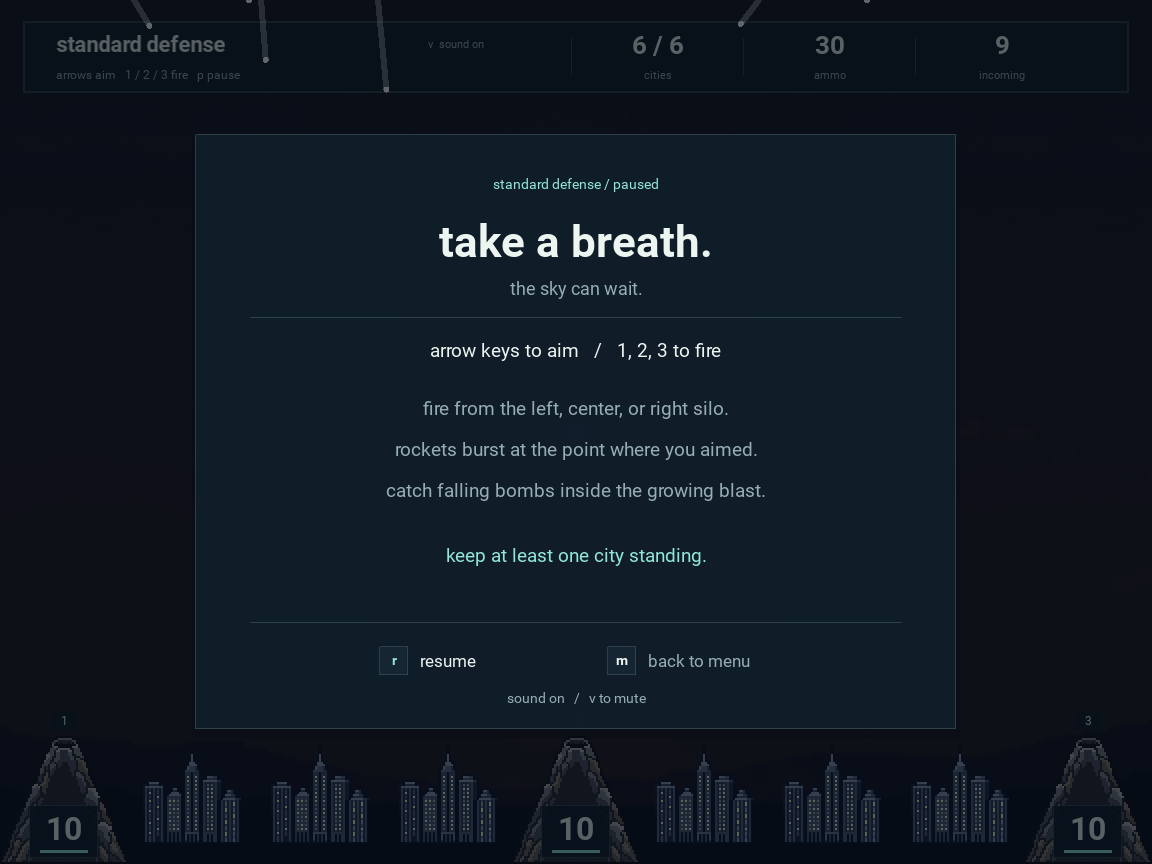 standard defense
arrows aim 1 / 2 / 3 fire p pause
v sound on
6 / 6
cities
30
ammo
9
incoming
standard defense / paused
take a breath.
the sky can wait.
arrow keys to aim / 1, 2, 3 to fire
fire from the left, center, or right silo.
rockets burst at the point where you aimed.
catch falling bombs inside the growing blast.
keep at least one city standing.
r resume
m back to menu
sound on / v to mute
1
3
10
10
10